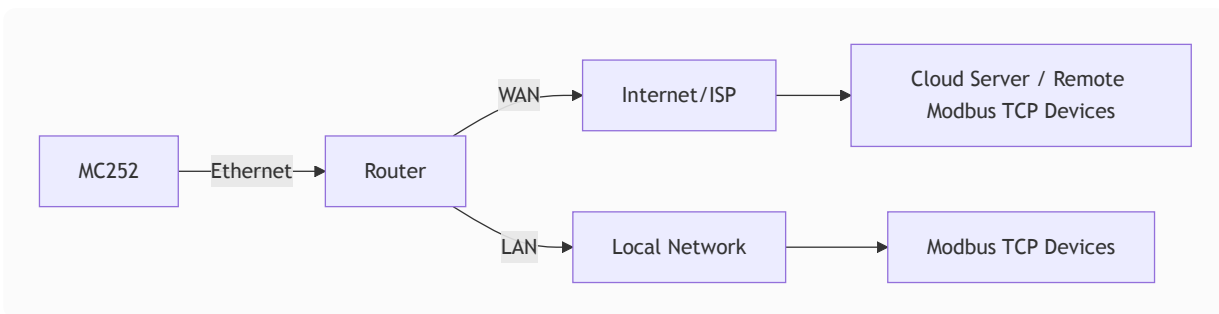 MC252
Ethernet
Router
WAN
Internet/ISP
Cloud Server / Remote
Modbus TCP Devices
LAN
Local Network
Modbus TCP Devices